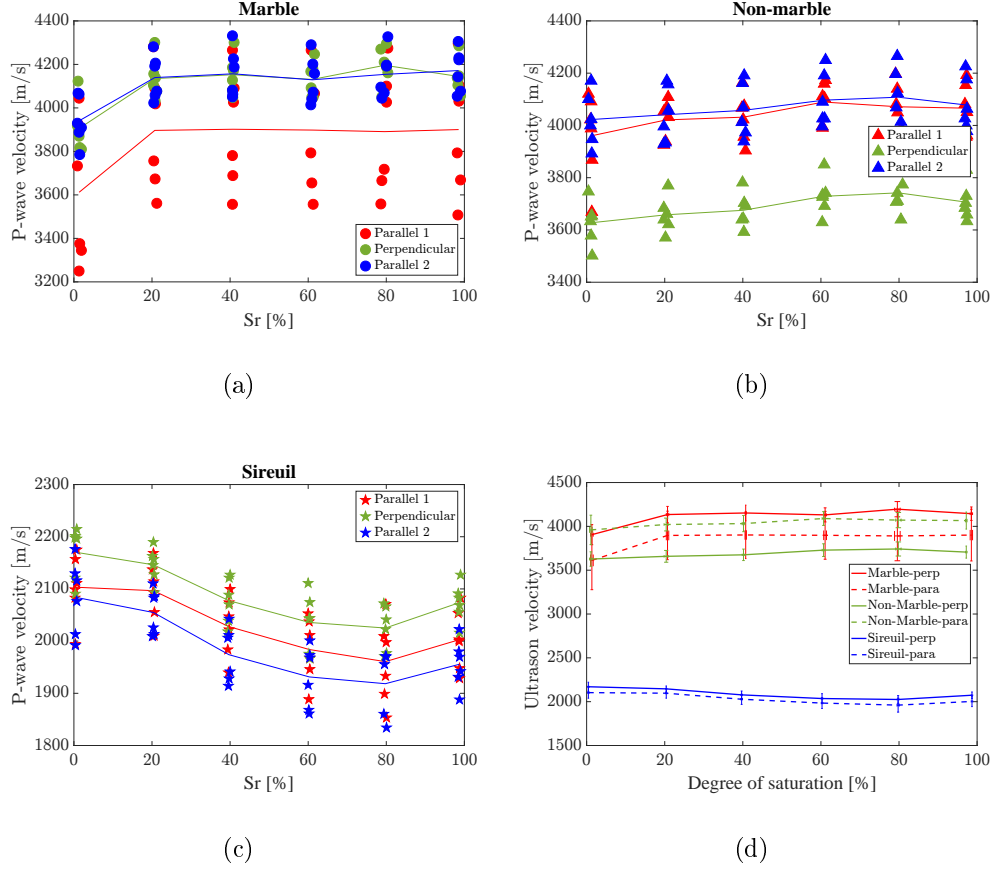 Marble
P-wave velocity [m/s]
4400
4200
4000
3800
3600
3400
3200
0 20 40 60 80 100
Sr [%]
Parallel 1
Perpendicular
Parallel 2
(a)
Non-marble
P-wave velocity [m/s]
4400
4200
4000
3800
3600
3400
0 20 40 60 80 100
Sr [%]
Parallel 1
Perpendicular
Parallel 2
(b)
Sireuil
P-wave velocity [m/s]
2300
2200
2100
2000
1900
1800
0 20 40 60 80 100
Sr [%]
Parallel 1
Perpendicular
Parallel 2
(c)
Ultrason velocity [m/s]
4500
4000
3500
3000
2500
2000
1500
0 20 40 60 80 100
Degree of saturation [%]
Marble-perp
Marble-para
Non-Marble-perp
Non-Marble-para
Sireuil-perp
Sireuil-para
(d)